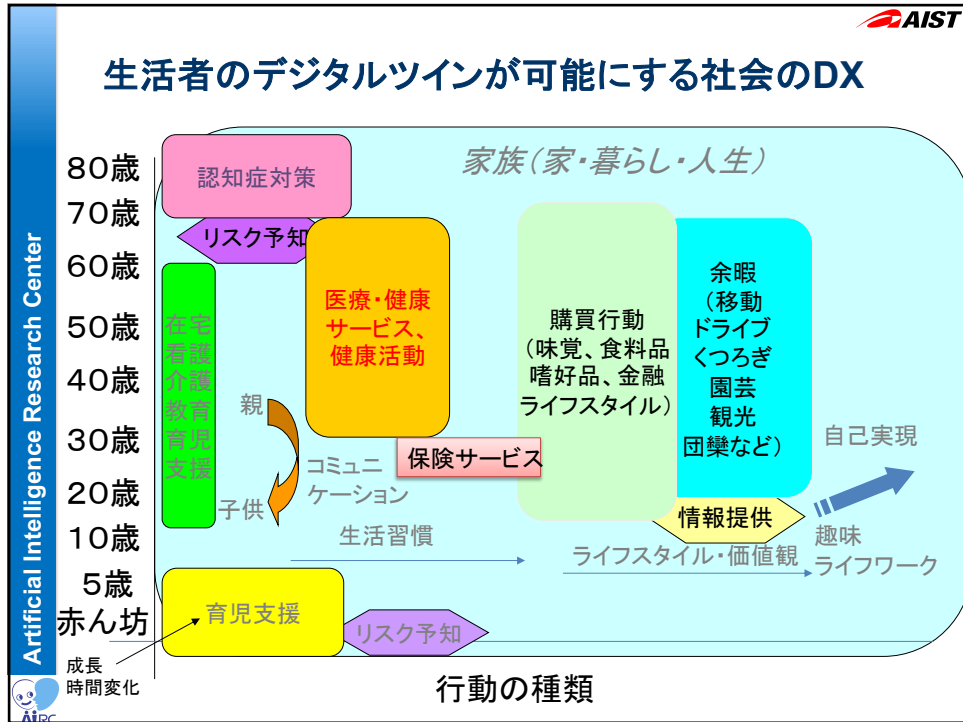 AIST
生活者のデジタルツインが可能にする社会のDX
Artificial Intelligence Research Center
家族(家・暮らし・人生)
80歳
70歳
60歳
50歳
40歳
30歳
20歳
10歳
5歳
赤ん坊
認知症対策
リスク予知
在宅
看護
介護
教育
育児
支援
医療・健康
サービス、
健康活動
親
子供
コミュニ
ケーション
保険サービス
生活習慣
購買行動
(味覚、食料品
嗜好品、金融
ライフスタイル)
余暇
(移動
ドライブ
くつろぎ
園芸
観光
団欒など)
情報提供
ライフスタイル・価値観
自己実現
趣味
ライフワーク
育児支援
リスク予知
成長
時間変化
行動の種類
AiRC